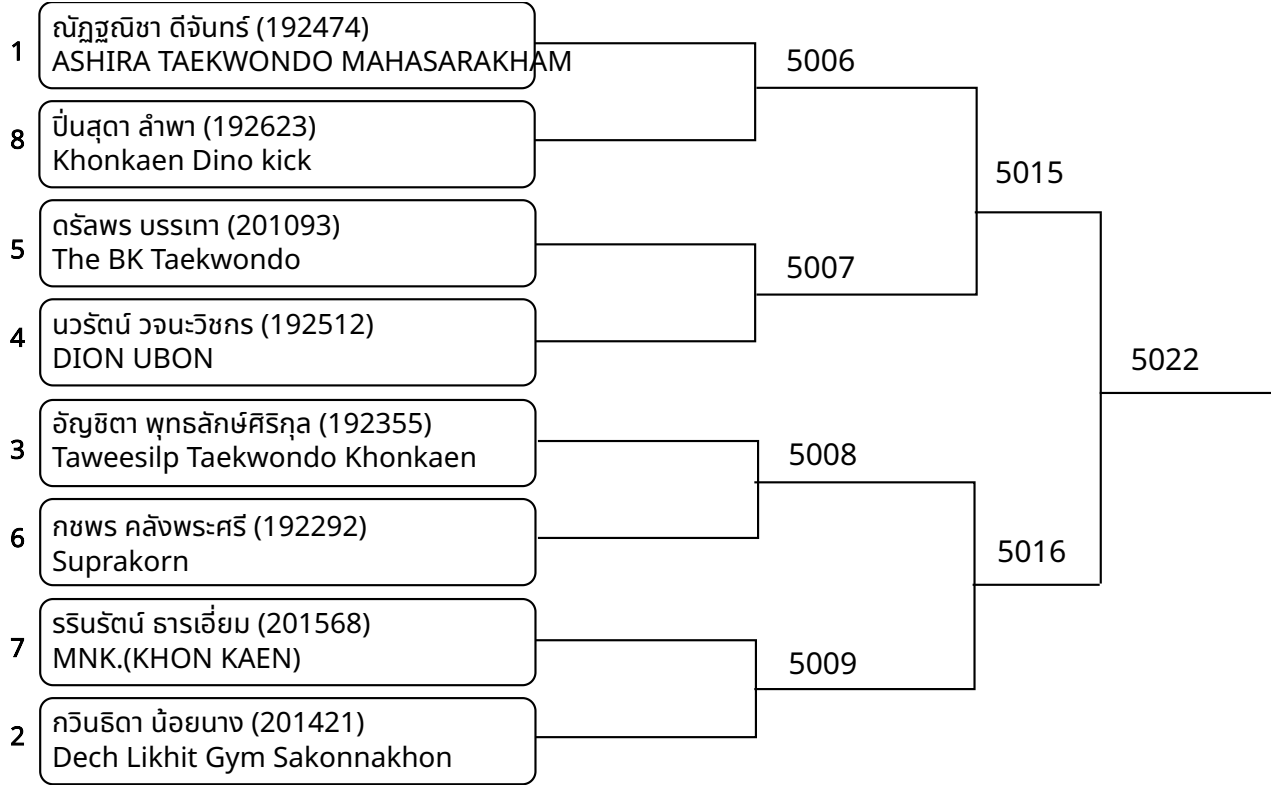 1
ณัฏฐณิชา ดีจันทร์ (192474)
ASHIRA TAEKWONDO MAHASARAKHAM
8
ปิ่นสุดา ลำพา (192623)
Khonkaen Dino kick
5006
5
ดรัลพร บรรเทา (201093)
The BK Taekwondo
4
นวรัตน์ วจนะวิชกร (192512)
DION UBON
5007
5015
3
อัญชิตา พุทธลักษ์ศิริกุล (192355)
Taweesilp Taekwondo Khonkaen
6
กชพร คลังพระศรี (192292)
Suprakorn
5008
7
รรินรัตน์ ธารเอี่ยม (201568)
MNK.(KHON KAEN)
2
กวินธิดา น้อยนาง (201421)
Dech Likhit Gym Sakonnakhon
5009
5016
5022